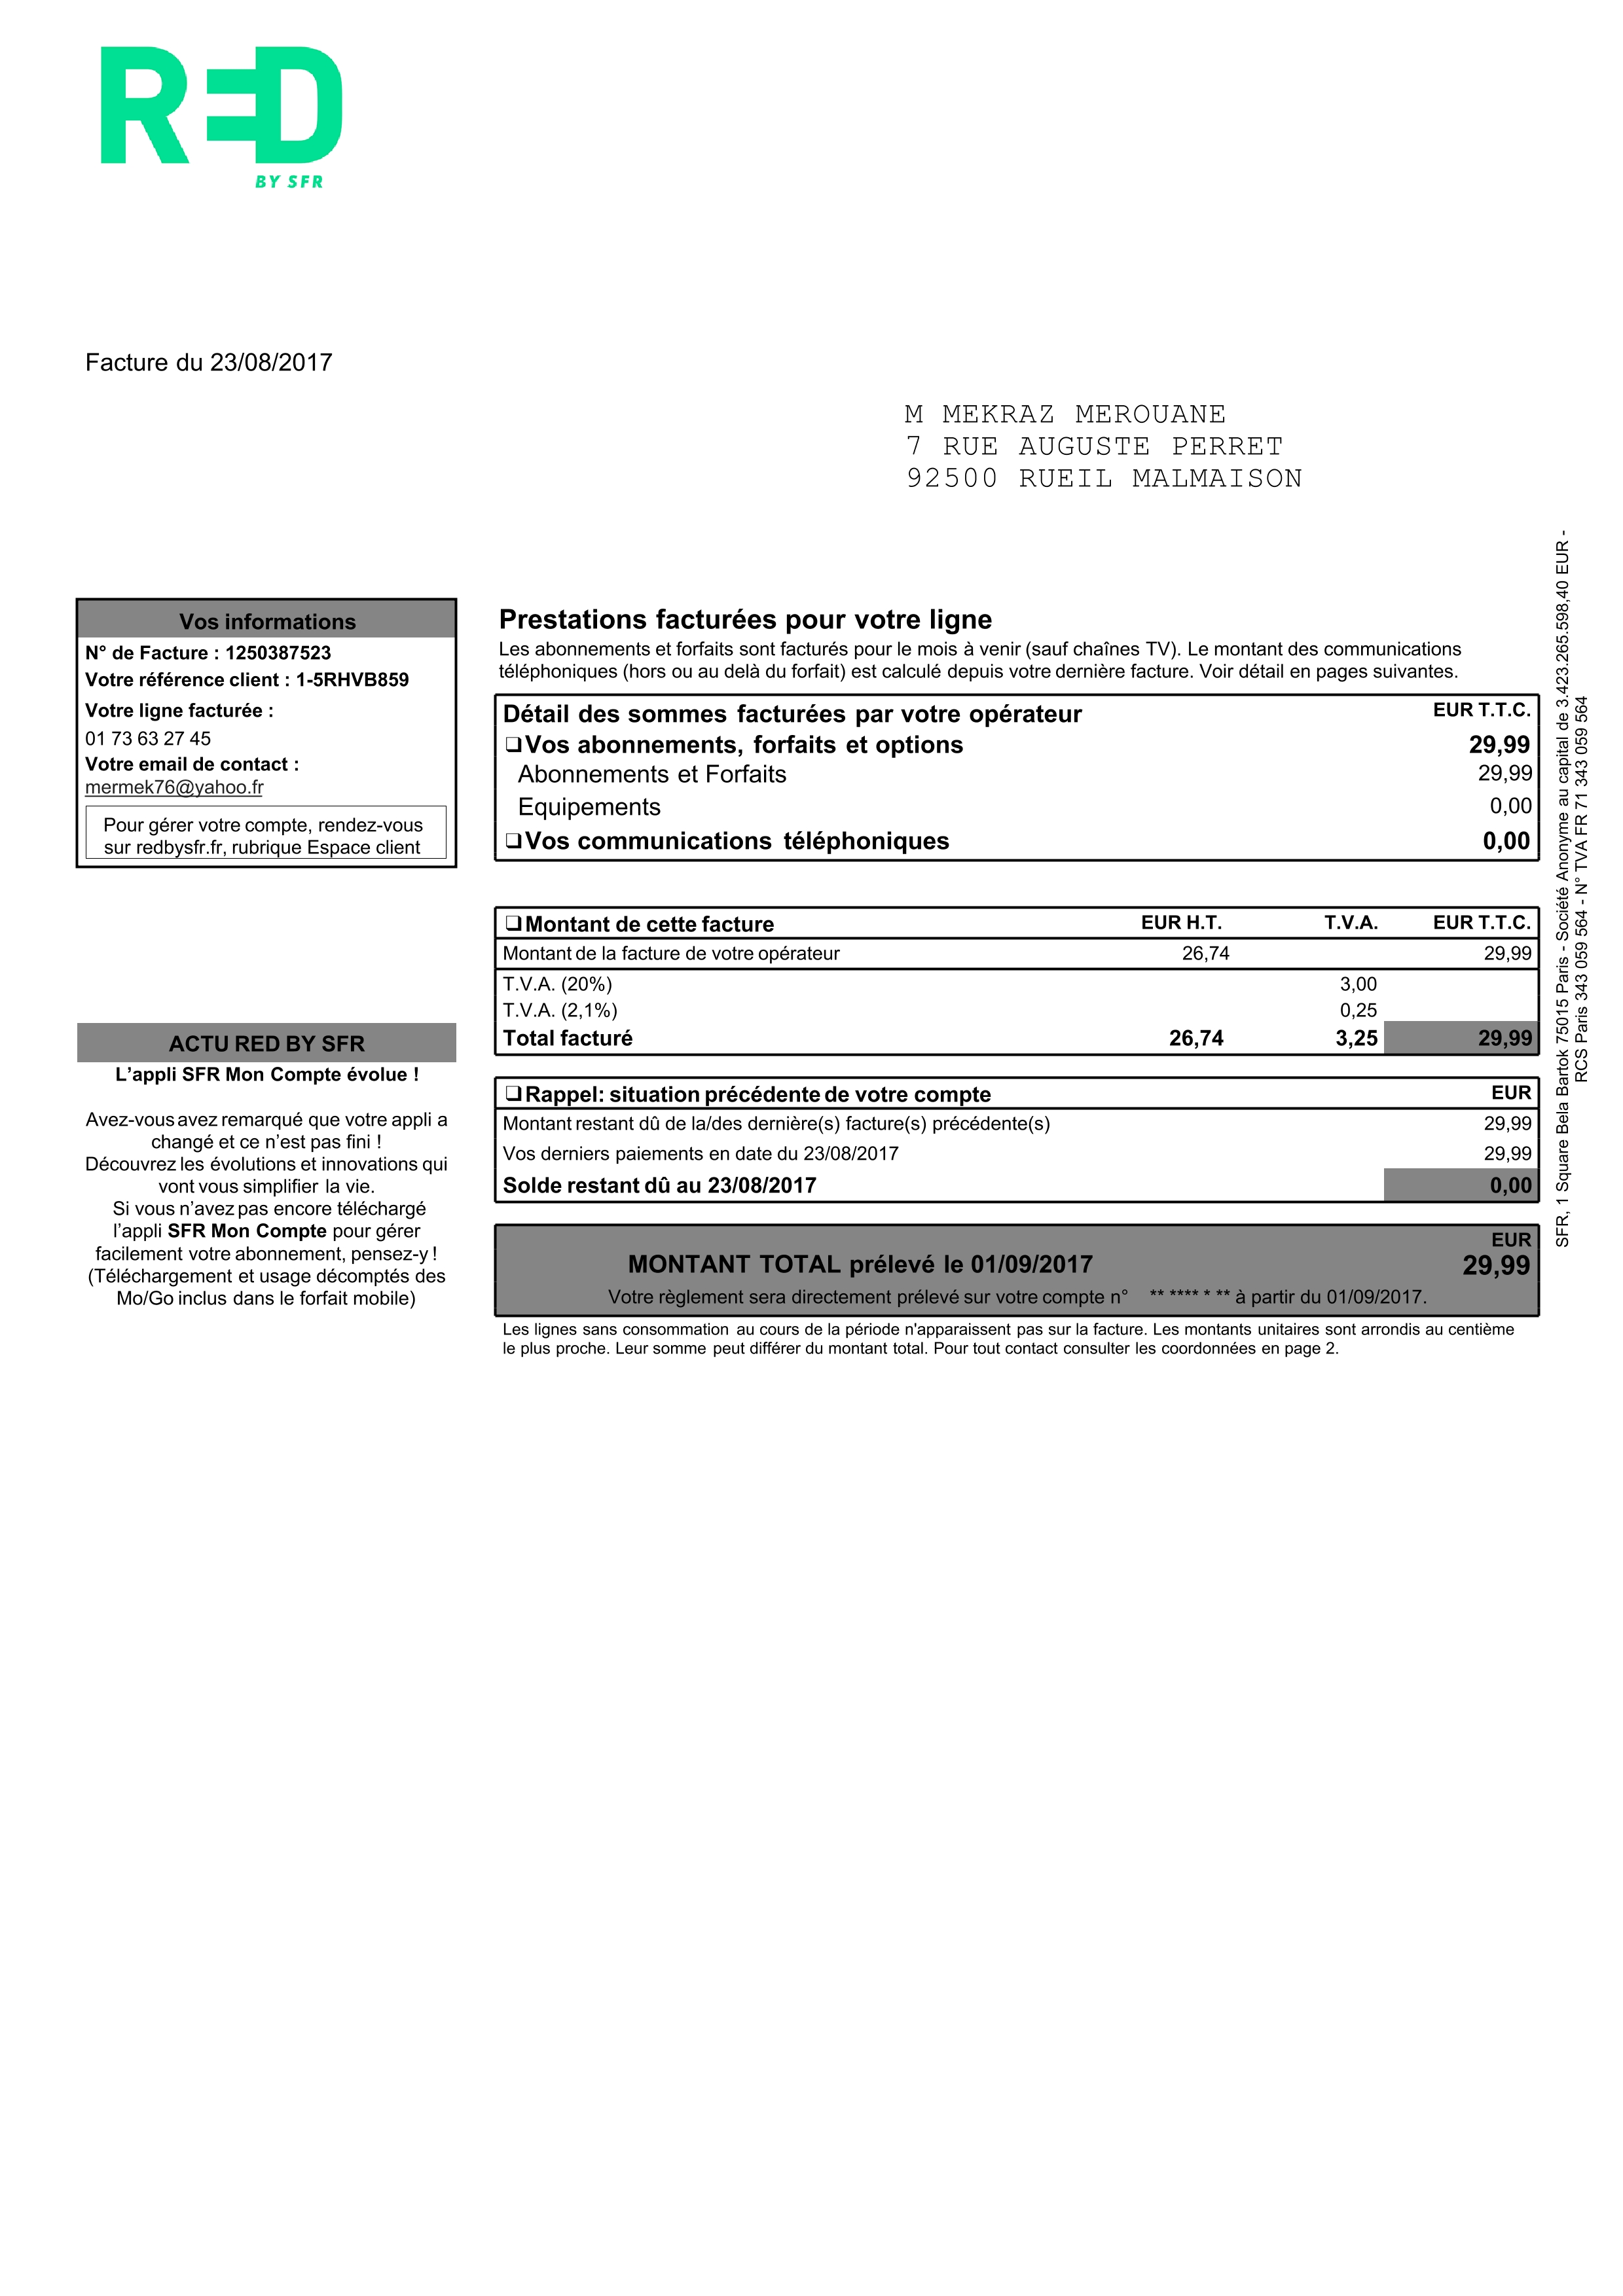 RED
BY SFR
Facture du 23/08/2017
M MEKRAZ MEROUANE
7 RUE AUGUSTE PERRET
92500 RUEIL MALMAISON
Vos informations
N° de Facture : 1250387523
Votre référence client : 1-5RHVB859
Votre ligne facturée :
01 73 63 27 45
Votre email de contact :
mermek76@yahoo.fr
Pour gérer votre compte, rendez-vous
sur redbysfr.fr, rubrique Espace client
ACTU RED BY SFR
L’appli SFR Mon Compte évolue !
Avez-vous avez remarqué que votre appli a
changé et ce n’est pas fini !
Découvrez les évolutions et innovations qui
vont vous simplifier la vie.
Si vous n’avez pas encore téléchargé
l’appli SFR Mon Compte pour gérer
facilement votre abonnement, pensez-y !
(Téléchargement et usage décomptés des
Mo/Go inclus dans le forfait mobile)
Prestations facturées pour votre ligne
Les abonnements et forfaits sont facturés pour le mois à venir (sauf chaînes TV). Le montant des communications
téléphoniques (hors ou au delà du forfait) est calculé depuis votre dernière facture. Voir détail en pages suivantes.
Détail des sommes facturées par votre opérateur EUR T.T.C.
❑Vos abonnements, forfaits et options 29,99
Abonnements et Forfaits 29,99
Equipements 0,00
❑Vos communications téléphoniques 0,00
❑Montant de cette facture EUR H.T. T.V.A. EUR T.T.C.
Montant de la facture de votre opérateur 26,74 29,99
T.V.A. (20%) 3,00
T.V.A. (2,1%) 0,25
Total facturé 26,74 3,25 29,99
❑Rappel: situation précédente de votre compte EUR
Montant restant dû de la/des dernière(s) facture(s) précédente(s) 29,99
Vos derniers paiements en date du 23/08/2017 29,99
Solde restant dû au 23/08/2017 0,00
EUR
MONTANT TOTAL prélevé le 01/09/2017 29,99
Votre règlement sera directement prélevé sur votre compte n° ** **** * ** à partir du 01/09/2017.
Les lignes sans consommation au cours de la période n'apparaissent pas sur la facture. Les montants unitaires sont arrondis au centième
le plus proche. Leur somme peut différer du montant total. Pour tout contact consulter les coordonnées en page 2.
SFR, 1 Square Bela Bartok 75015 Paris - Société Anonyme au capital de 3.423.265.598,40 EUR -
RCS Paris 343 059 564 - N° TVA FR 71 343 059 564